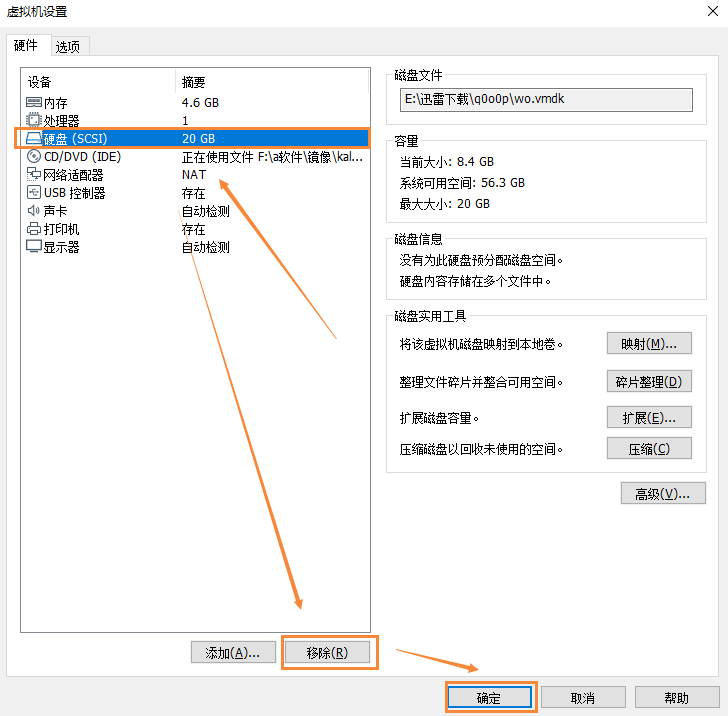 虚拟机设置
硬件 选项
设备 摘要
内存 4.6 GB
处理器 1
硬盘 (SCSI) 20 GB
CD/DVD (IDE) 正在使用文件 F:\a软件\镜像\kal...
网络适配器 NAT
USB 控制器 存在
声卡 自动检测
打印机 存在
显示器 自动检测
添加(A)... 移除(R)
磁盘文件
E:\迅雷下载\q0o0p\wo.vmdk
容量
当前大小: 8.4 GB
系统可用空间: 56.3 GB
最大大小: 20 GB
磁盘信息
没有为此硬盘预分配磁盘空间。
硬盘内容存储在多个文件中。
磁盘实用工具
将该虚拟机磁盘映射到本地卷。 映射(M)...
整理文件碎片并整合可用空间。 碎片整理(D)
扩展磁盘容量。 扩展(E)...
压缩磁盘以回收未使用的空间。 压缩(C)
高级(V)...
确定 取消 帮助